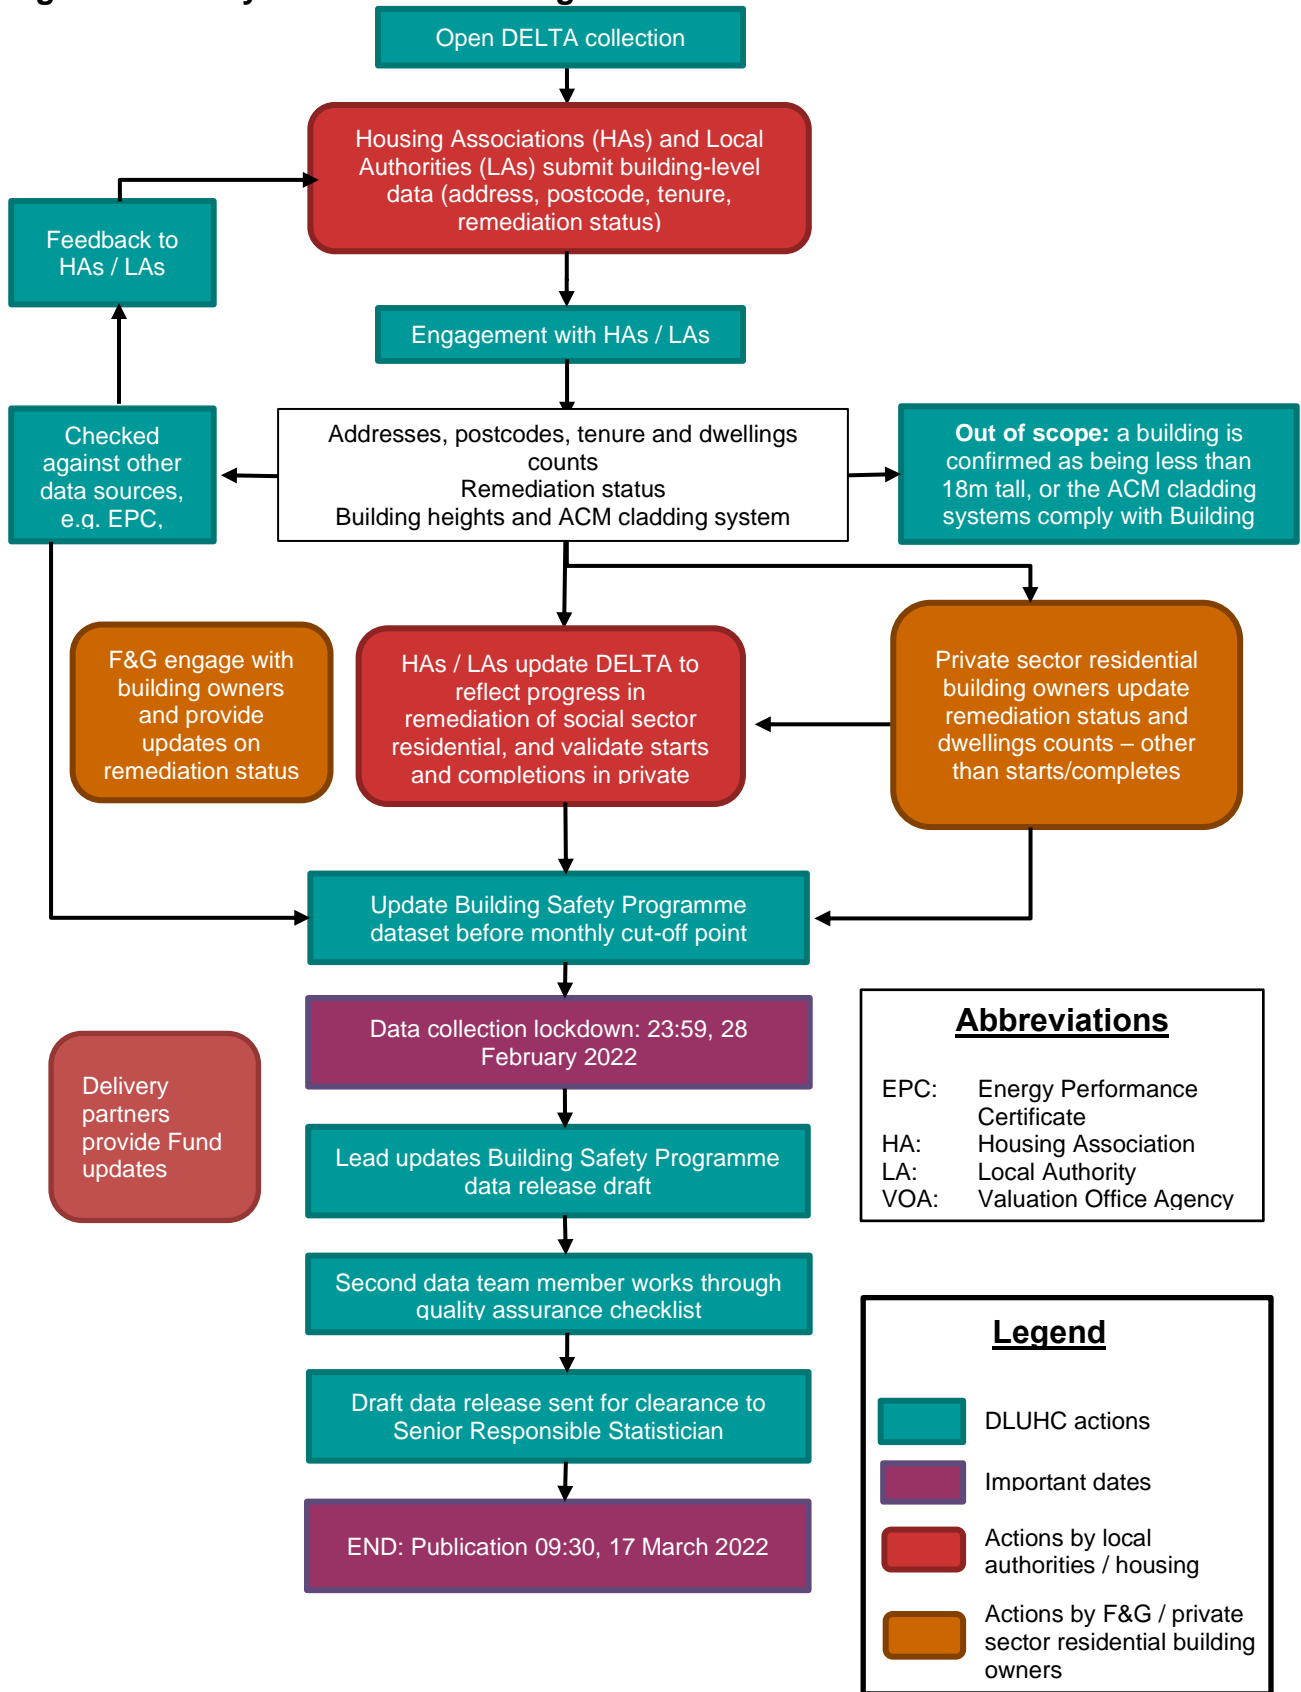 Open DELTA collection
Housing Associations (HAs) and Local
Authorities (LAs) submit building-level
data (address, postcode, tenure,
remediation status)
Feedback to
HAs / LAs
Engagement with HAs / LAs
Checked
against other
data sources,
e.g. EPC,
Addresses, postcodes, tenure and dwellings
counts
Remediation status
Building heights and ACM cladding system
Out of scope: a building is
confirmed as being less than
18m tall, or the ACM cladding
systems comply with Building
F&G engage with
building owners
and provide
updates on
remediation status
HAs / LAs update DELTA to
reflect progress in
remediation of social sector
residential, and validate starts
and completions in private
Private sector residential
building owners update
remediation status and
dwellings counts – other
than starts/completes
Update Building Safety Programme
dataset before monthly cut-off point
Data collection lockdown: 23:59, 28
February 2022
Delivery
partners
provide Fund
updates
Lead updates Building Safety Programme
data release draft
Second data team member works through
quality assurance checklist
Draft data release sent for clearance to
Senior Responsible Statistician
END: Publication 09:30, 17 March 2022
Abbreviations
EPC: Energy Performance
Certificate
HA: Housing Association
LA: Local Authority
VOA: Valuation Office Agency
Legend
DLUHC actions
Important dates
Actions by local
authorities / housing
Actions by F&G / private
sector residential building
owners